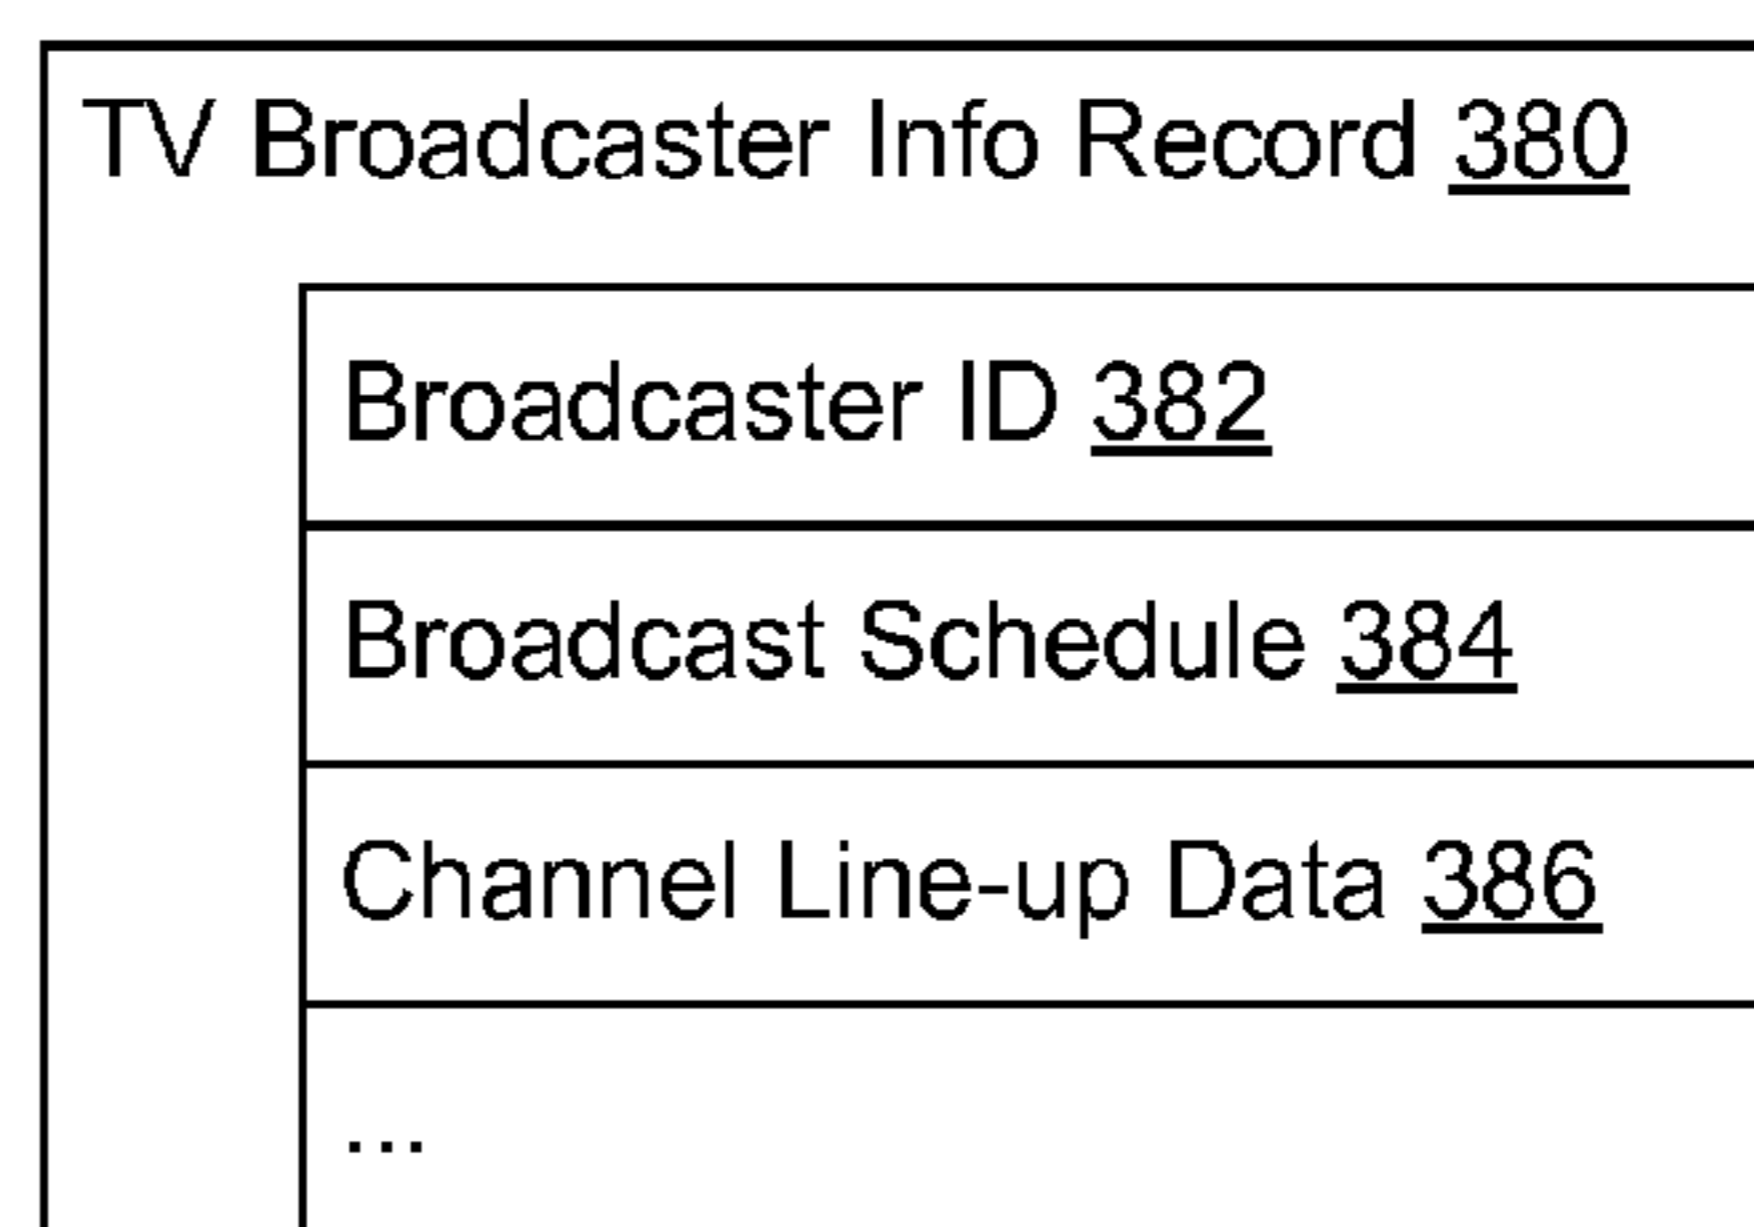 TV Broadcaster Info Record 380
Broadcaster ID 382
Broadcast Schedule 384
Channel Line-up Data 386
...